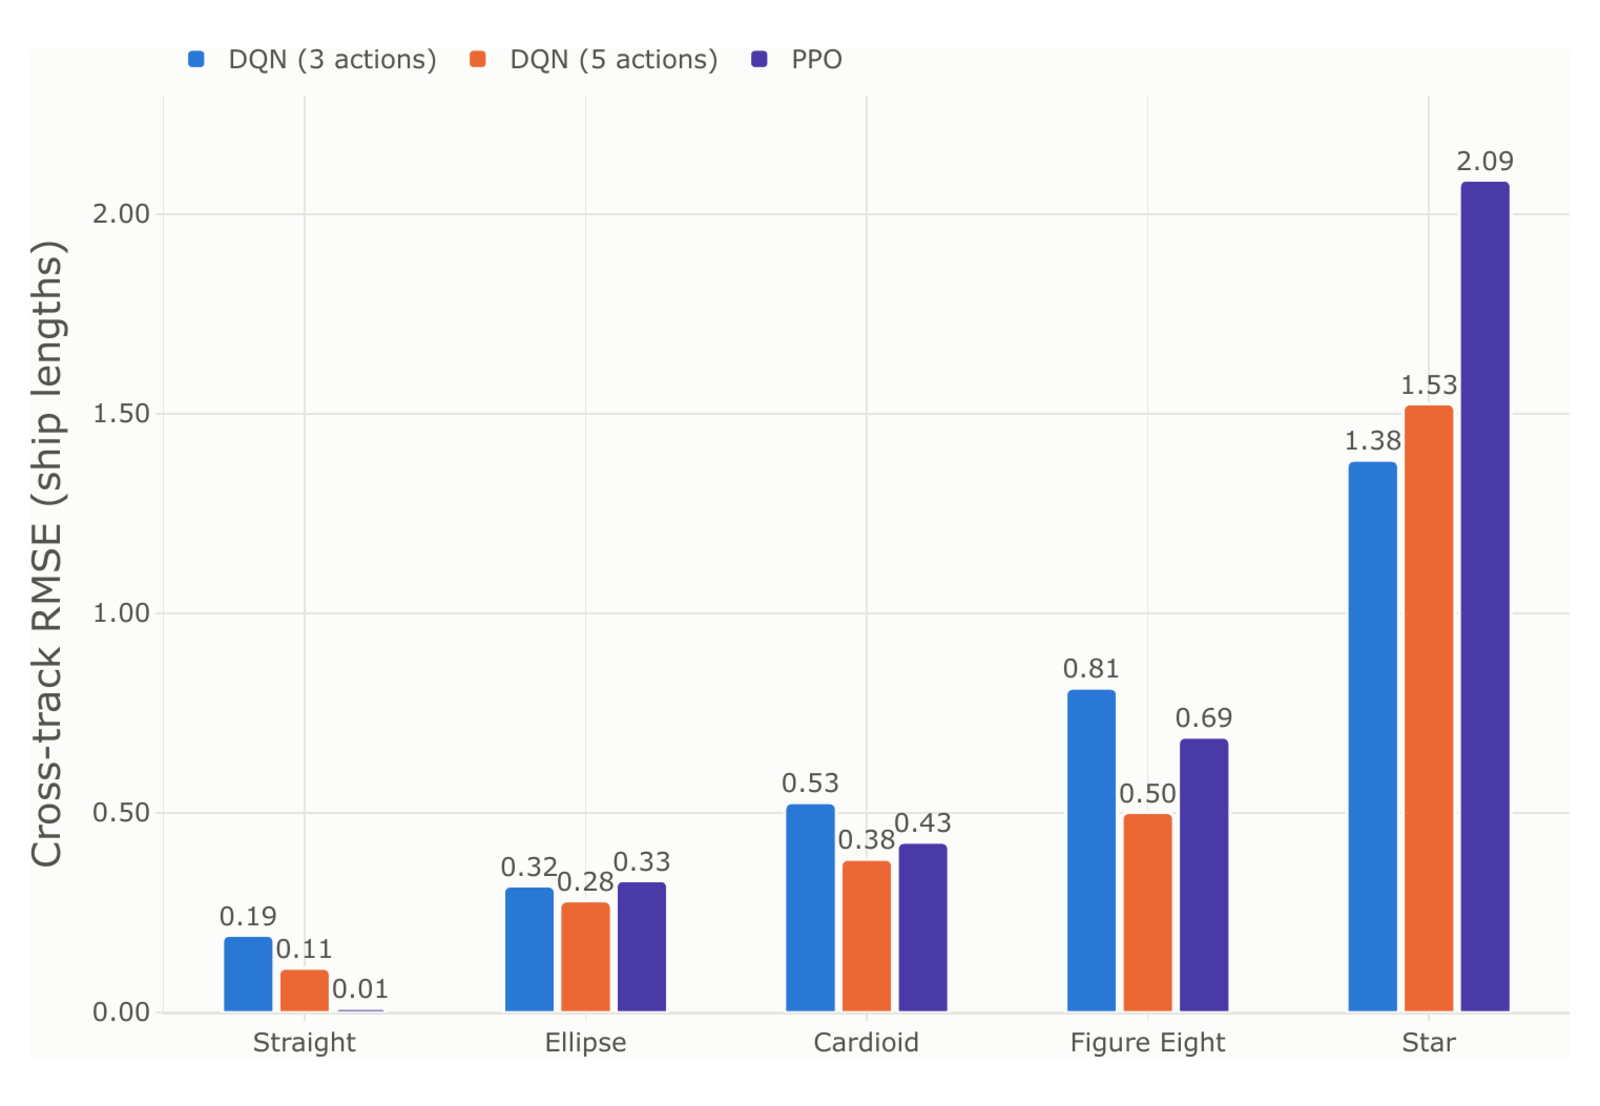 DQN (3 actions) DQN (5 actions) PPO
Cross-track RMSE (ship lengths)
2.00
1.50
1.00
0.50
0.00
0.19 0.11 0.01
0.32 0.28 0.33
0.53 0.38 0.43
0.81 0.50 0.69
1.38 1.53 2.09
Straight Ellipse Cardioid Figure Eight Star